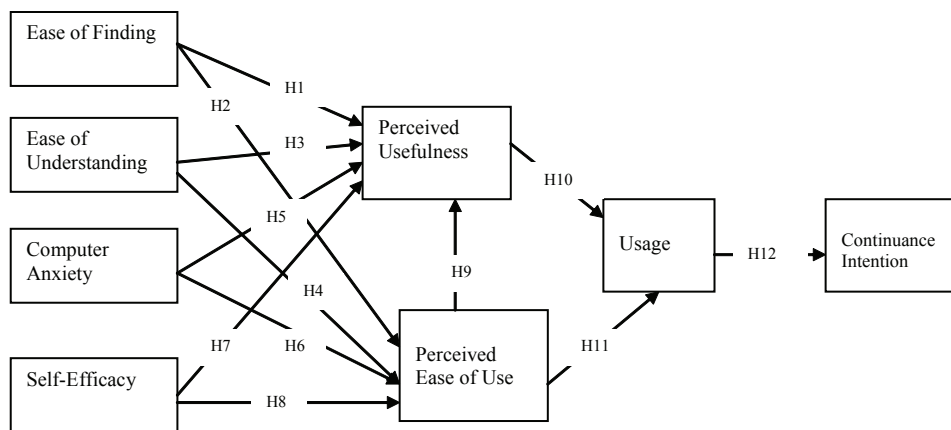 Ease of Finding
H1
H2
Perceived
Usefulness
Ease of
Understanding
H3
H10
H5
Usage
H12
Continuance
Intention
Computer
Anxiety
H9
H4
H7
H6
Perceived
Ease of Use
H11
Self-Efficacy
H8